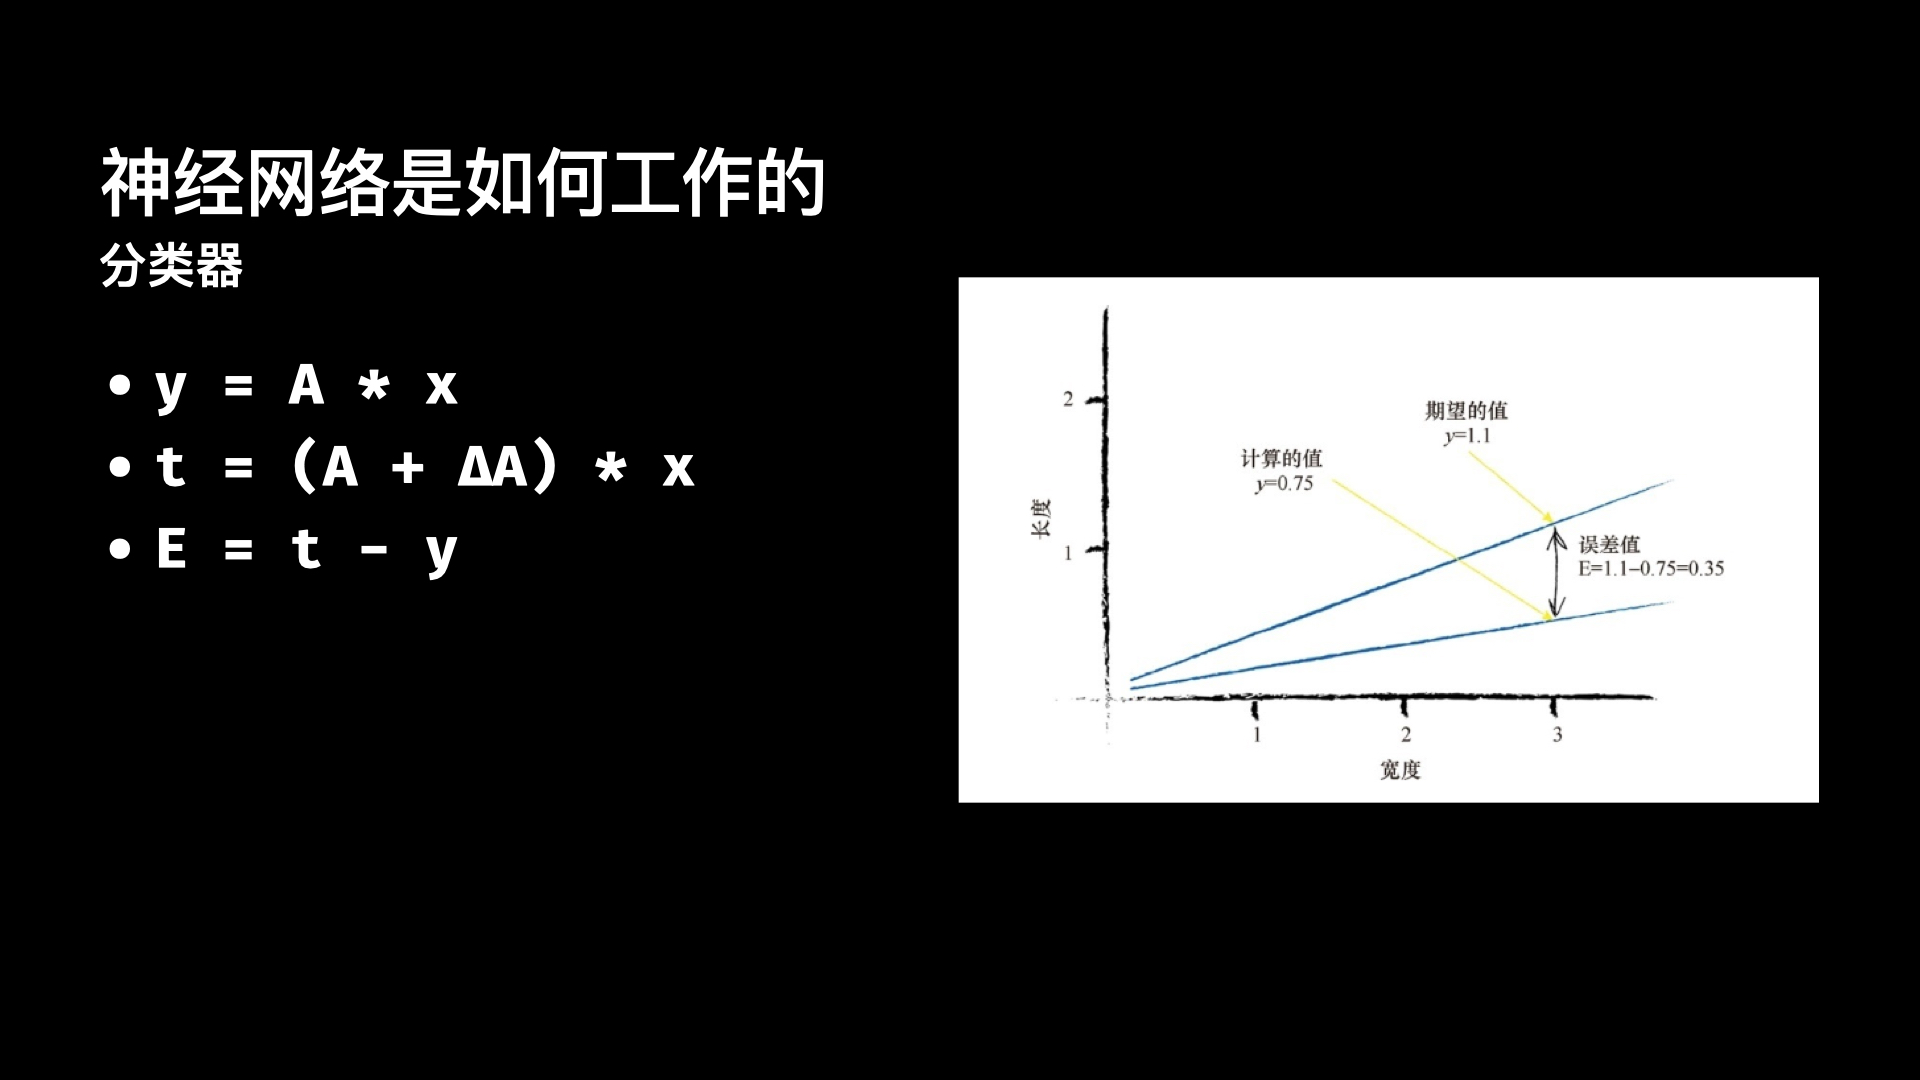 神经网络是如何工作的
分类器
• y = A * x
• t = (A + ΔA) * x
• E = t - y
期望的值
y=1.1
计算的值
y=0.75
误差值
E=1.1–0.75=0.35
长度
2
1
1
2
3
宽度